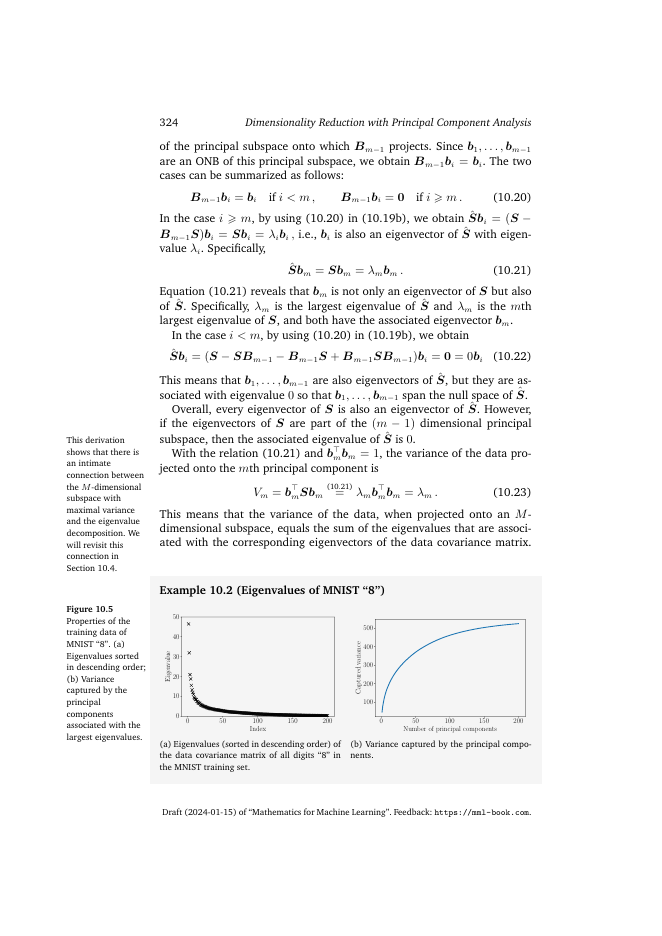 324 Dimensionality Reduction with Principal Component Analysis
of the principal subspace onto which B_{m−1} projects. Since b_1, . . . , b_{m−1}
are an ONB of this principal subspace, we obtain B_{m−1}b_i = b_i. The two
cases can be summarized as follows:
B_{m−1}b_i = b_i if i < m , B_{m−1}b_i = 0 if i ⩾ m . (10.20)
In the case i ⩾ m, by using (10.20) in (10.19b), we obtain Ŝb_i = (S −
B_{m−1}S)b_i = Sb_i = λ_i b_i , i.e., b_i is also an eigenvector of Ŝ with eigen-
value λ_i. Specifically,
Ŝb_m = Sb_m = λ_m b_m . (10.21)
Equation (10.21) reveals that b_m is not only an eigenvector of S but also
of Ŝ. Specifically, λ_m is the largest eigenvalue of Ŝ and λ_m is the mth
largest eigenvalue of S, and both have the associated eigenvector b_m.
In the case i < m, by using (10.20) in (10.19b), we obtain
Ŝb_i = (S − SB_{m−1} − B_{m−1}S + B_{m−1}SB_{m−1})b_i = 0 = 0b_i (10.22)
This means that b_1, . . . , b_{m−1} are also eigenvectors of Ŝ, but they are as-
sociated with eigenvalue 0 so that b_1, . . . , b_{m−1} span the null space of Ŝ.
Overall, every eigenvector of S is also an eigenvector of Ŝ. However,
if the eigenvectors of S are part of the (m − 1) dimensional principal
subspace, then the associated eigenvalue of Ŝ is 0.
With the relation (10.21) and b_m^⊤ b_m = 1, the variance of the data pro-
jected onto the mth principal component is
V_m = b_m^⊤ S b_m (10.21)= λ_m b_m^⊤ b_m = λ_m . (10.23)
This means that the variance of the data, when projected onto an M-
dimensional subspace, equals the sum of the eigenvalues that are associ-
ated with the corresponding eigenvectors of the data covariance matrix.
This derivation
shows that there is
an intimate
connection between
the M-dimensional
subspace with
maximal variance
and the eigenvalue
decomposition. We
will revisit this
connection in
Section 10.4.
Example 10.2 (Eigenvalues of MNIST “8”)
Figure 10.5
Properties of the
training data of
MNIST “8”. (a)
Eigenvalues sorted
in descending order;
(b) Variance
captured by the
principal
components
associated with the
largest eigenvalues.
50
40
30
20
10
0
Eigenvalue
0 50 100 150 200
Index
500
400
300
200
100
Captured variance
0 50 100 150 200
Number of principal components
(a) Eigenvalues (sorted in descending order) of
the data covariance matrix of all digits “8” in
the MNIST training set.
(b) Variance captured by the principal compo-
nents.
Draft (2024-01-15) of “Mathematics for Machine Learning”. Feedback: https://mml-book.com.